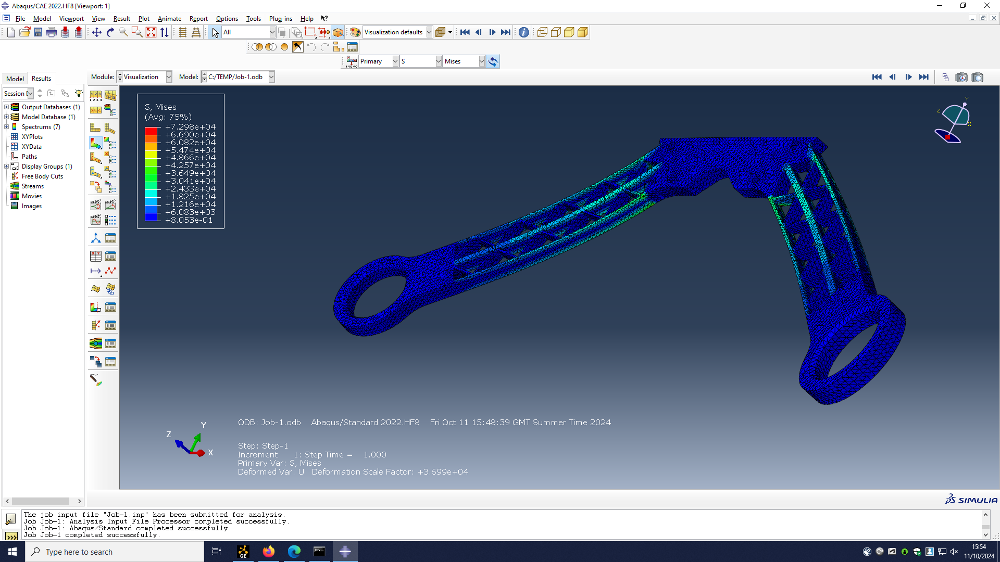 Abaqus/CAE 2022.HF8 [Viewport: 1]
File Model Viewport View Result Plot Animate Report Options Tools Plug-ins Help
All Visualization defaults
Primary S Mises
Model Results Module: Visualization Model: C:/TEMP/Job-1.odb
Session
Output Databases (1)
Model Database (1)
Spectrums (7)
XYPlots
XYData
Paths
Display Groups (1)
Free Body Cuts
Streams
Movies
Images
S, Mises
(Avg: 75%)
+7.298e+04
+6.690e+04
+6.082e+04
+5.474e+04
+4.866e+04
+4.257e+04
+3.649e+04
+3.041e+04
+2.433e+04
+1.825e+04
+1.216e+04
+6.083e+03
+8.053e-01
Y
Z
X
Y
Z
X
ODB: Job-1.odb Abaqus/Standard 2022.HF8 Fri Oct 11 15:48:39 GMT Summer Time 2024
Step: Step-1
Increment 1: Step Time = 1.000
Primary Var: S, Mises
Deformed Var: U Deformation Scale Factor: +3.699e+04
SIMULIA
The job input file "Job-1.inp" has been submitted for analysis.
Job Job-1: Analysis Input File Processor completed successfully.
Job Job-1: Abaqus/Standard completed successfully.
Job Job-1 completed successfully.
Type here to search
GE
15:54
11/10/2024